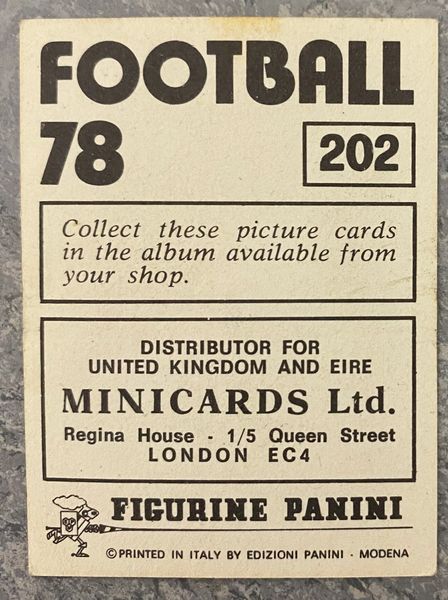 FOOTBALL
78
202
Collect these picture cards
in the album available from
your shop.
DISTRIBUTOR FOR
UNITED KINGDOM AND EIRE
MINICARDS Ltd.
Regina House - 1/5 Queen Street
LONDON EC4
FIGURINE PANINI
©PRINTED IN ITALY BY EDIZIONI PANINI - MODENA